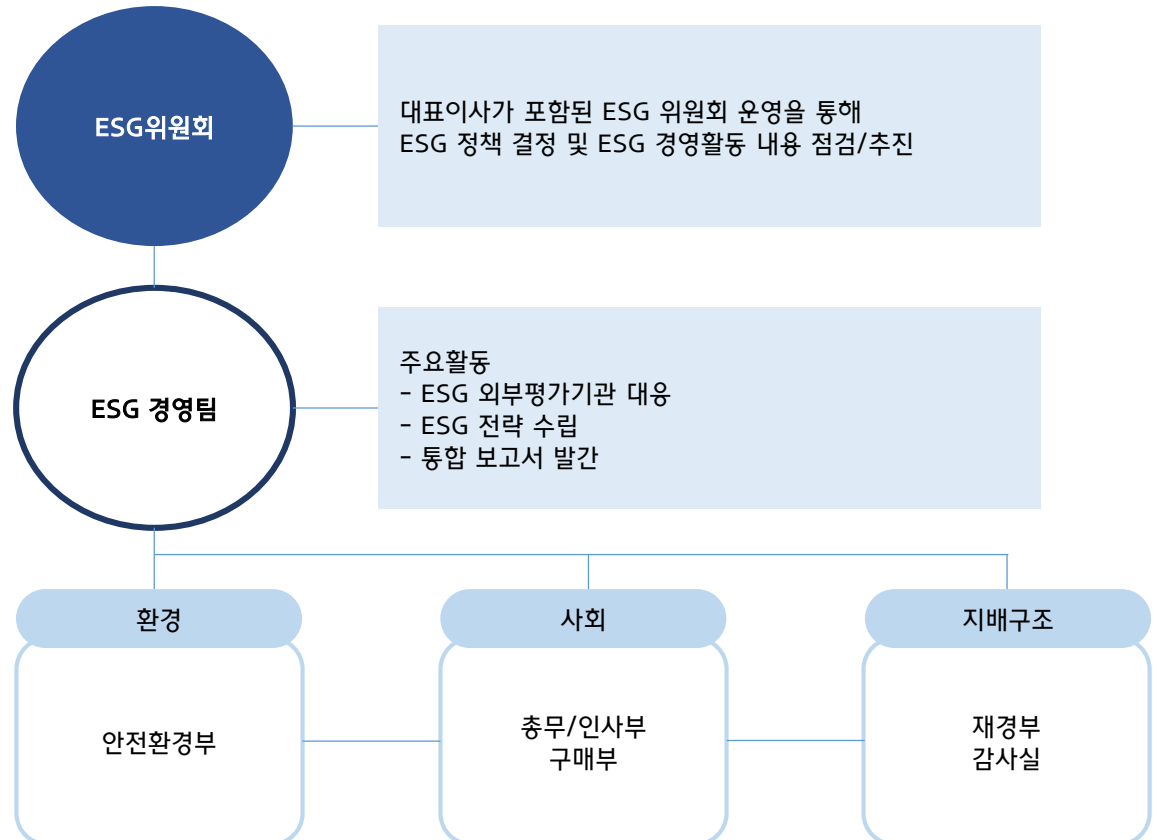 ESG위원회
대표이사가 포함된 ESG 위원회 운영을 통해
ESG 정책 결정 및 ESG 경영활동 내용 점검/추진
ESG 경영팀
주요활동
- ESG 외부평가기관 대응
- ESG 전략 수립
- 통합 보고서 발간
환경
안전환경부
사회
총무/인사부
구매부
지배구조
재경부
감사실